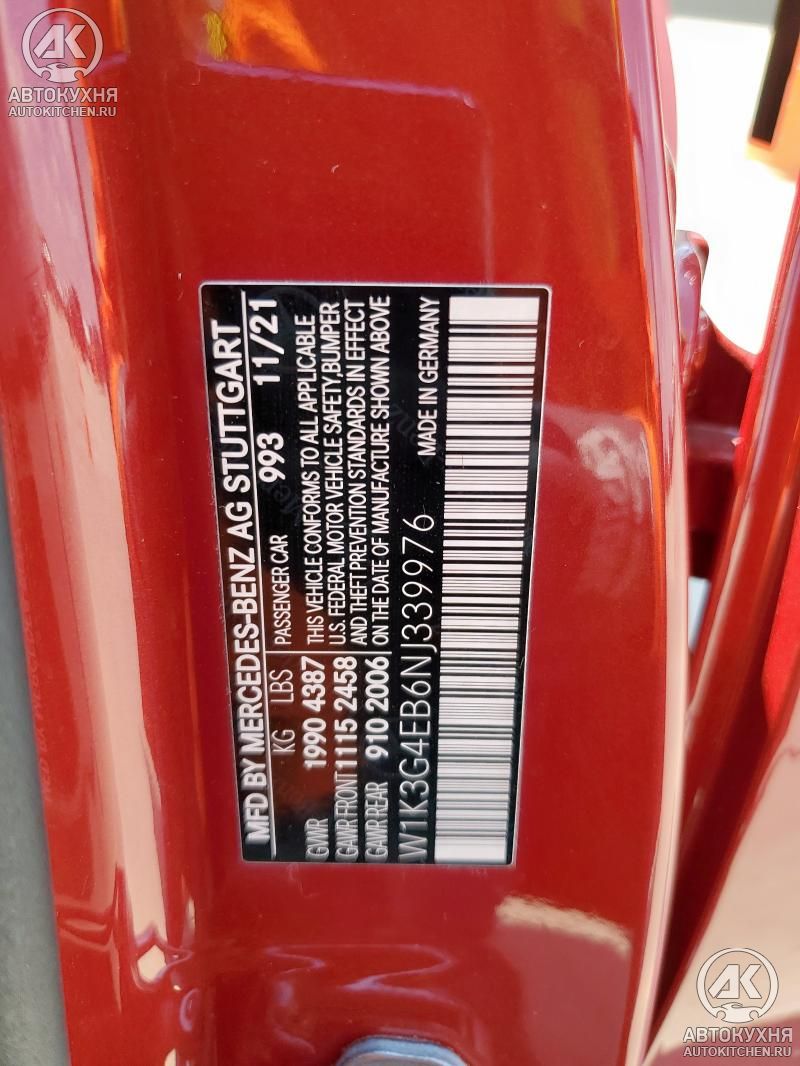 AK
АВТОКУХНЯ
AUTOKITCHEN.RU
MFD BY MERCEDES-BENZ AG STUTTGART
KG LBS PASSENGER CAR 993 11/21
GVWR 1990 4387 THIS VEHICLE CONFORMS TO ALL APPLICABLE
GAWR FRONT 1115 2458 U.S. FEDERAL MOTOR VEHICLE SAFETY,BUMPER
GAWR REAR 910 2006 AND THEFT PREVENTION STANDARDS IN EFFECT
ON THE DATE OF MANUFACTURE SHOWN ABOVE
W1K3G4EB6NJ339976 MADE IN GERMANY
AK
АВТОКУХНЯ
AUTOKITCHEN.RU